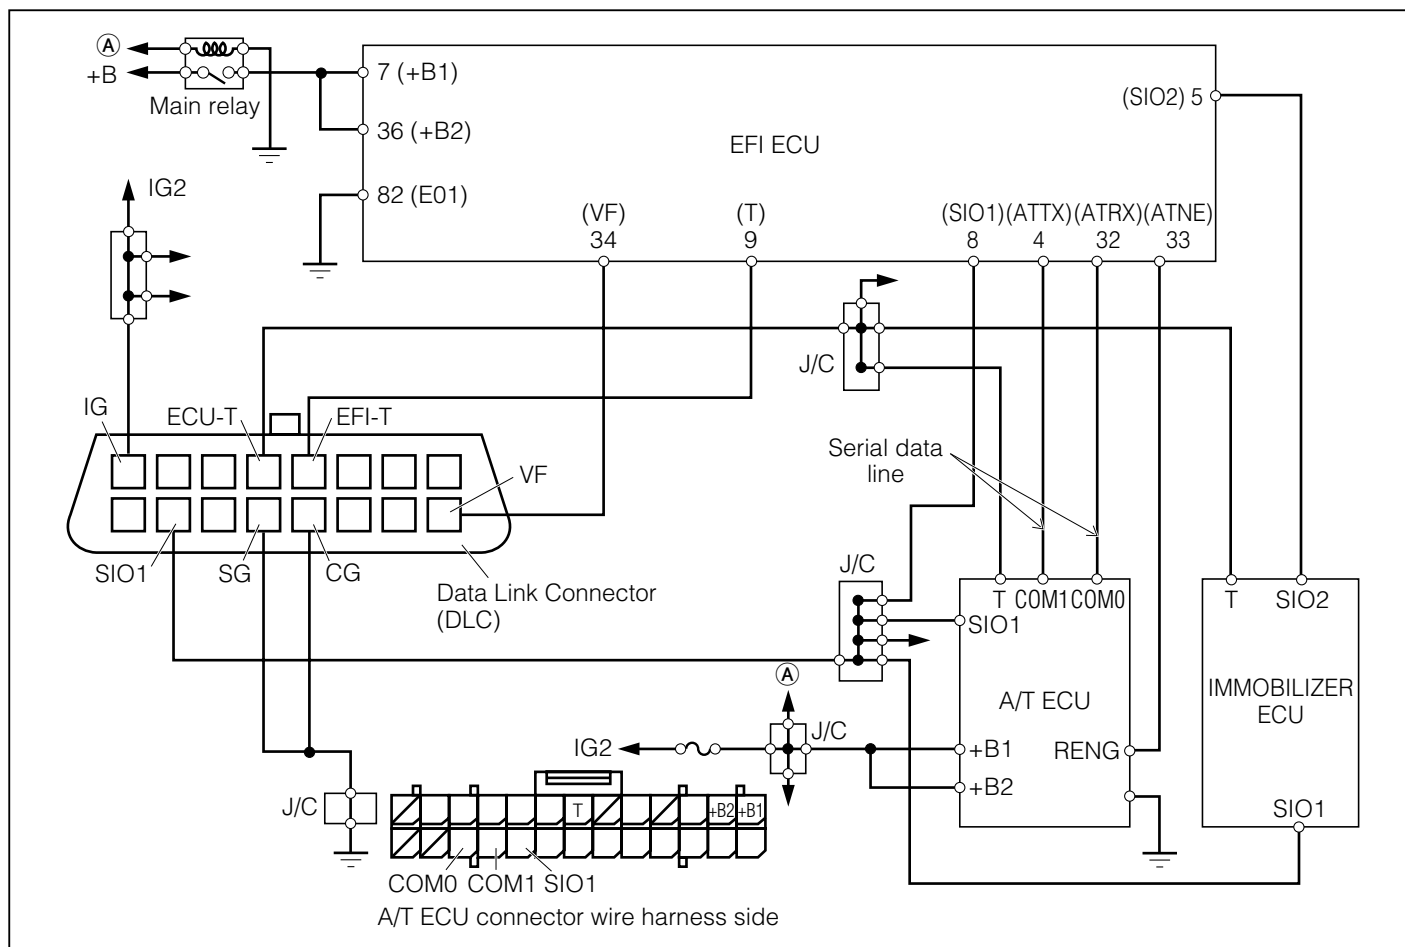 Ⓐ
+B
Main relay
7 (+B1)
36 (+B2)
82 (E01)
EFI ECU
(SIO2) 5
IG2
(VF)
34
(T)
9
(SIO1) (ATTX) (ATRX) (ATNE)
8 4 32 33
J/C
IG
ECU-T
EFI-T
VF
Serial data
line
SIO1
SG
CG
Data Link Connector
(DLC)
J/C
T COM1 COM0
SIO1
A/T ECU
T SIO2
IMMOBILIZER
ECU
Ⓐ
IG2
J/C
+B1
+B2
RENG
SIO1
J/C
T
+B2 +B1
COM0 COM1 SIO1
A/T ECU connector wire harness side